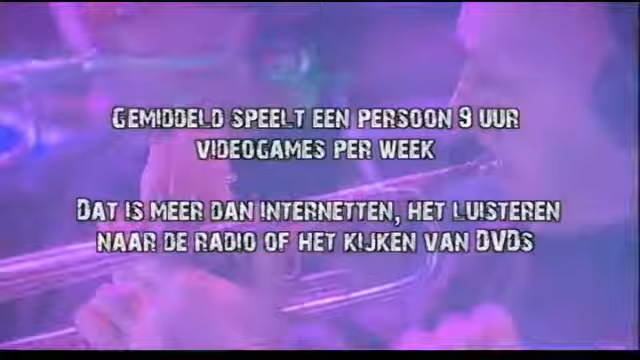 Gemiddeld speelt een persoon 9 uur
videogames per week
Dat is meer dan internetten, het luisteren
naar de radio of het kijken van DVDs